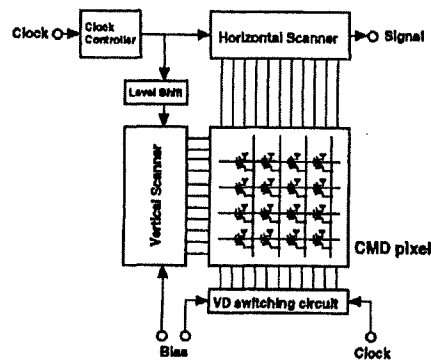 Clock
Clock
Controller
Horizontal Scanner
Signal
Level Shift
Vertical Scanner
CMD pixel
VD switching circuit
Bias
Clock